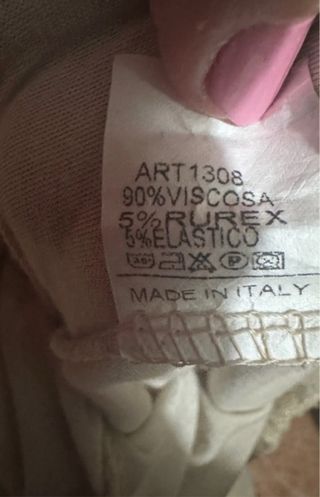 ART1308
90%VISCOSA
5%RUREX
5%ELASTICO
MADE IN ITALY